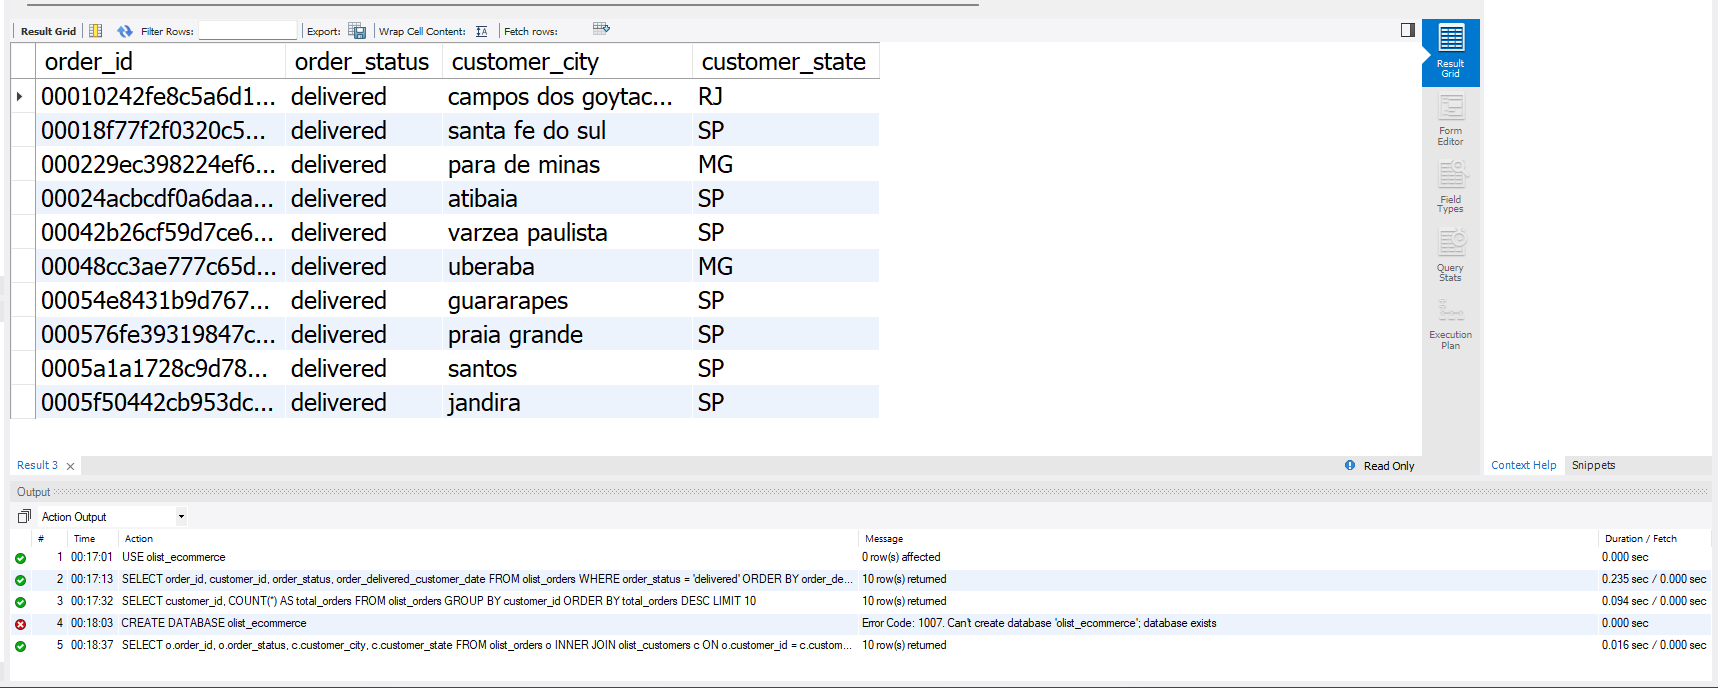 Result Grid Filter Rows: Export: Wrap Cell Content: Fetch rows:
order_id order_status customer_city customer_state
00010242fe8c5a6d1... delivered campos dos goytac... RJ
00018f77f2f0320c5... delivered santa fe do sul SP
000229ec398224ef6... delivered para de minas MG
00024acbcdf0a6daa... delivered atibaia SP
00042b26cf59d7ce6... delivered varzea paulista SP
00048cc3ae777c65d... delivered uberaba MG
00054e8431b9d767... delivered guararapes SP
000576fe39319847c... delivered praia grande SP
0005a1a1728c9d78... delivered santos SP
0005f50442cb953dc... delivered jandira SP
Result
Grid
Form
Editor
Field
Types
Query
Stats
Execution
Plan
Result 3 Read Only Context Help Snippets
Output
Action Output
# Time Action Message Duration / Fetch
1 00:17:01 USE olist_ecommerce 0 row(s) affected 0.000 sec
2 00:17:13 SELECT order_id, customer_id, order_status, order_delivered_customer_date FROM olist_orders WHERE order_status = 'delivered' ORDER BY order_de... 10 row(s) returned 0.235 sec / 0.000 sec
3 00:17:32 SELECT customer_id, COUNT(*) AS total_orders FROM olist_orders GROUP BY customer_id ORDER BY total_orders DESC LIMIT 10 10 row(s) returned 0.094 sec / 0.000 sec
4 00:18:03 CREATE DATABASE olist_ecommerce Error Code: 1007. Can't create database 'olist_ecommerce'; database exists 0.000 sec
5 00:18:37 SELECT o.order_id, o.order_status, c.customer_city, c.customer_state FROM olist_orders o INNER JOIN olist_customers c ON o.customer_id = c.custom... 10 row(s) returned 0.016 sec / 0.000 sec